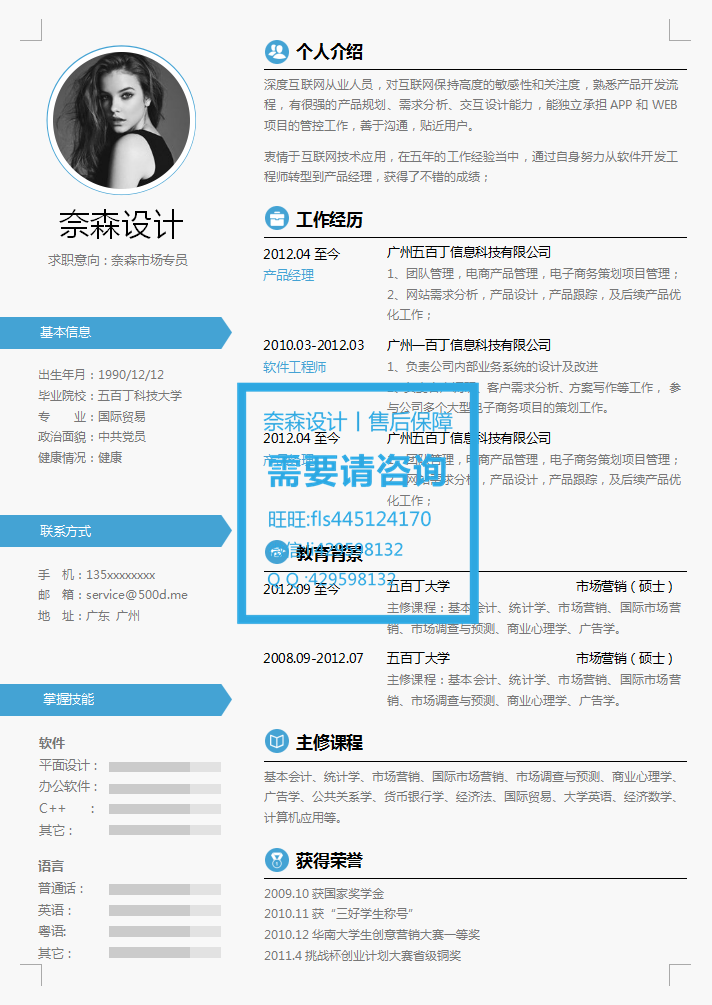 奈森设计
求职意向：奈森市场专员
基本信息
出生年月：1990/12/12
毕业院校：五百丁科技大学
专 业：国际贸易
政治面貌：中共党员
健康情况：健康
联系方式
手 机：135xxxxxxxx
邮 箱：service@500d.me
地 址：广东 广州
掌握技能
软件
平面设计：
办公软件：
C++ ：
其它：
语言
普通话：
英语：
粤语:
其它：
个人介绍
深度互联网从业人员，对互联网保持高度的敏感性和关注度，熟悉产品开发流
程，有很强的产品规划、需求分析、交互设计能力，能独立承担 APP 和 WEB
项目的管控工作，善于沟通，贴近用户。
衷情于互联网技术应用，在五年的工作经验当中，通过自身努力从软件开发工
程师转型到产品经理，获得了不错的成绩；
工作经历
2012.04 至今 广州五百丁信息科技有限公司
产品经理
1、团队管理，电商产品管理，电子商务策划项目管理；
2、网站需求分析，产品设计，产品跟踪，及后续产品优
化工作；
2010.03-2012.03 广州一百丁信息科技有限公司
软件工程师
1、负责公司内部业务系统的设计及改进
客户需求分析、方案写作等工作， 参
与公司多个大型电子商务项目的策划工作。
2012.04 至今 广州五百丁信息科技有限公司
团队管理，电商产品管理，电子商务策划项目管理；
网站需求分析，产品设计，产品跟踪，及后续产品优
化工作；
奈森设计丨售后保障
需要请咨询
旺旺:fls445124170
429598132
Q Q :429598132
教育背景
2012.09 至今 五百丁大学 市场营销（硕士）
主修课程：基本会计、统计学、市场营销、国际市场营
销、市场调查与预测、商业心理学、广告学。
2008.09-2012.07 五百丁大学 市场营销（硕士）
主修课程：基本会计、统计学、市场营销、国际市场营
销、市场调查与预测、商业心理学、广告学。
主修课程
基本会计、统计学、市场营销、国际市场营销、市场调查与预测、商业心理学、
广告学、公共关系学、货币银行学、经济法、国际贸易、大学英语、经济数学、
计算机应用等。
获得荣誉
2009.10 获国家奖学金
2010.11 获“三好学生称号”
2010.12 华南大学生创意营销大赛一等奖
2011.4 挑战杯创业计划大赛省级铜奖